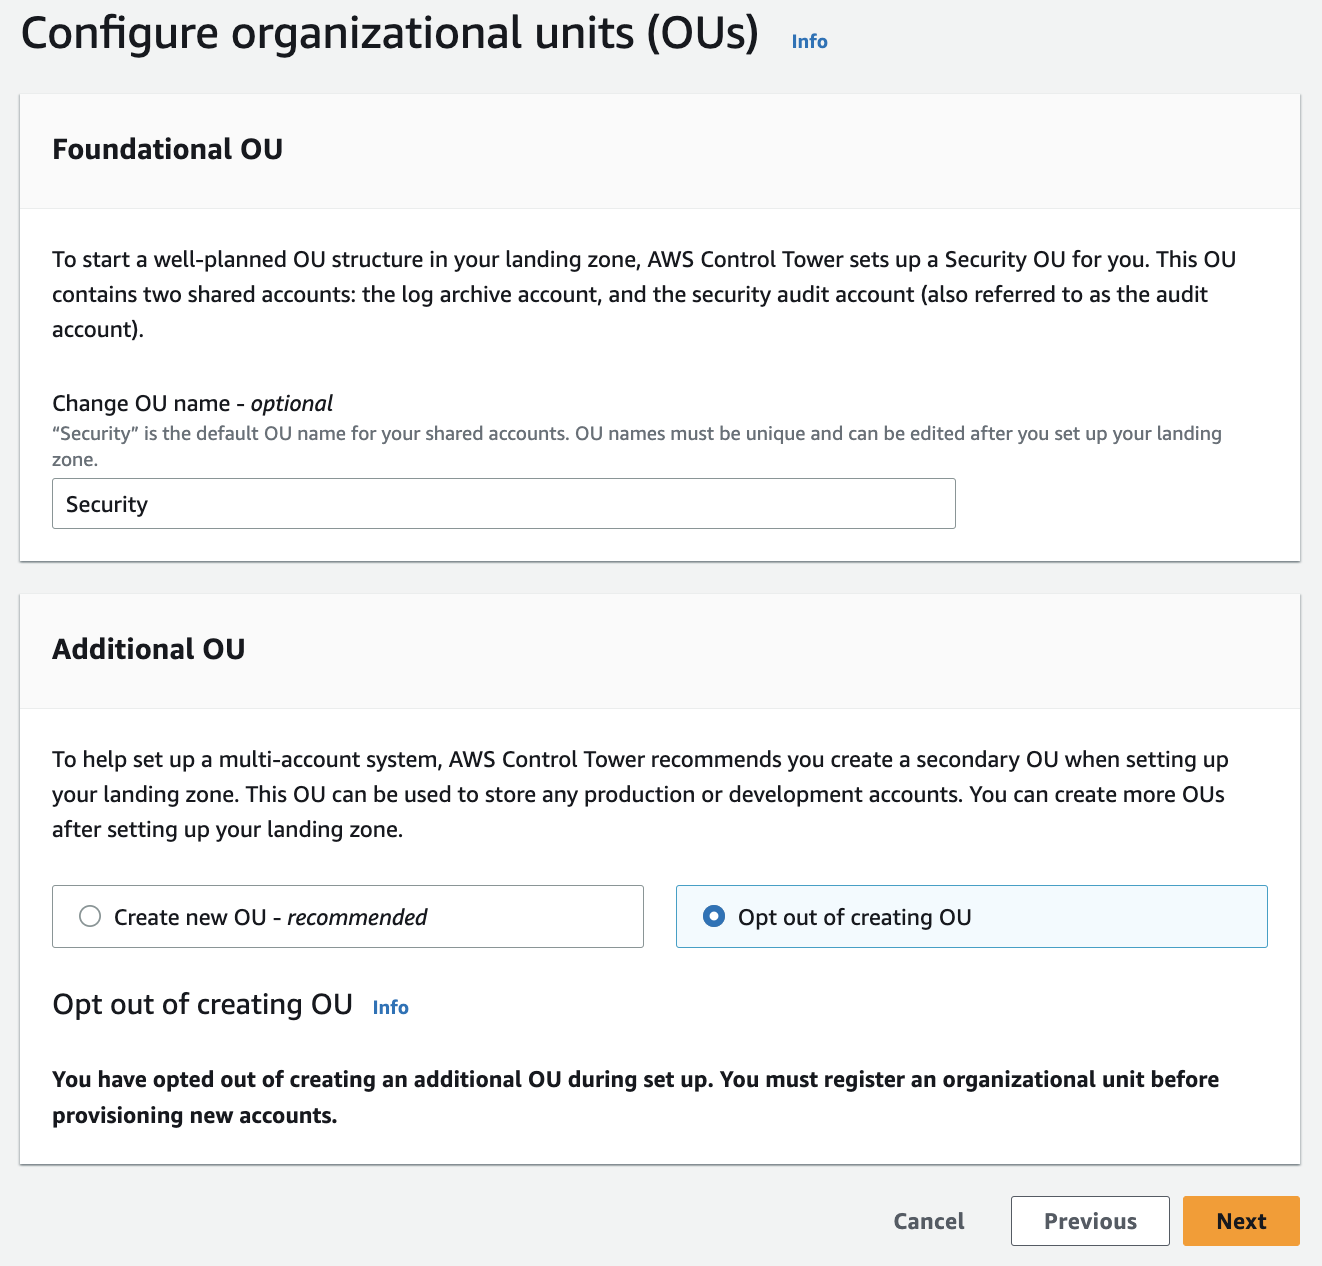 Configure organizational units (OUs) Info
Foundational OU
To start a well-planned OU structure in your landing zone, AWS Control Tower sets up a Security OU for you. This OU
contains two shared accounts: the log archive account, and the security audit account (also referred to as the audit
account).
Change OU name - optional
“Security” is the default OU name for your shared accounts. OU names must be unique and can be edited after you set up your landing
zone.
Security
Additional OU
To help set up a multi-account system, AWS Control Tower recommends you create a secondary OU when setting up
your landing zone. This OU can be used to store any production or development accounts. You can create more OUs
after setting up your landing zone.
Create new OU - recommended
Opt out of creating OU
Opt out of creating OU Info
You have opted out of creating an additional OU during set up. You must register an organizational unit before
provisioning new accounts.
Cancel Previous Next